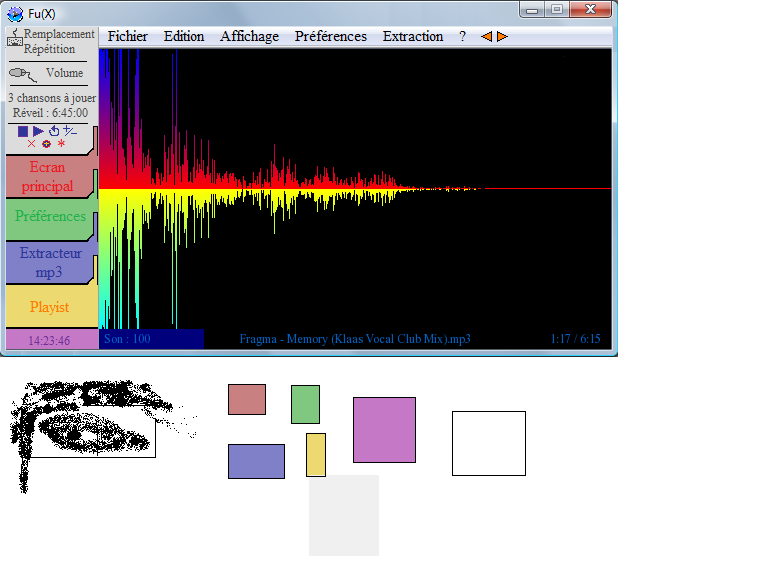 Fu(X)
Remplacement
Répétition
Volume
3 chansons à jouer
Réveil : 6:45:00
Fichier Edition Affichage Préférences Extraction ?
Ecran
principal
Préférences
Extracteur
mp3
Playist
14:23:46
Son : 100 Fragma - Memory (Klaas Vocal Club Mix).mp3 1:17 / 6:15